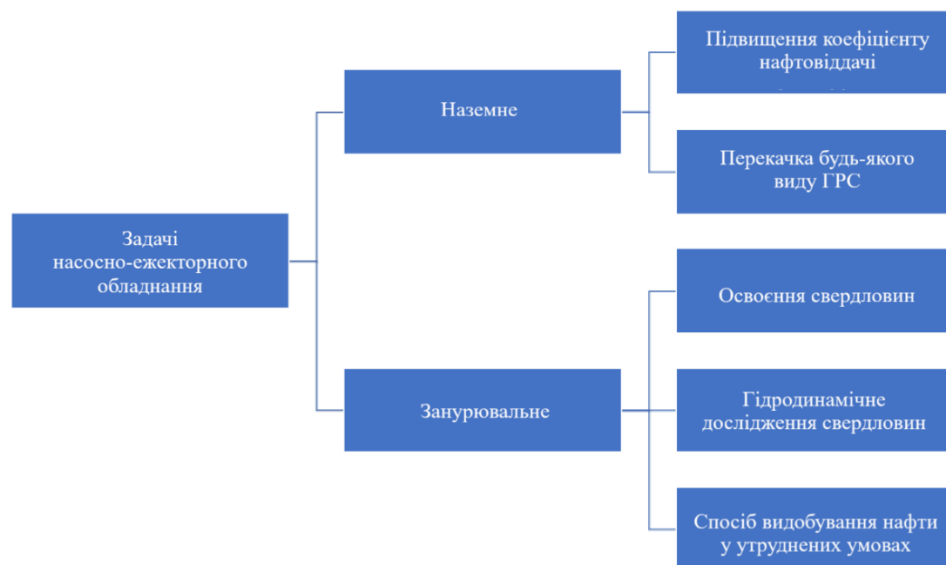 Підвищення коефіцієнту
нафтовіддачі
Наземне
Перекачка будь-якого
виду ГРС
Задачі
насосно-ежекторного
обладнання
Освоєння свердловин
Занурювальне
Гідродинамічне
дослідження свердловин
Спосіб видобування нафти
у утруднених умовах